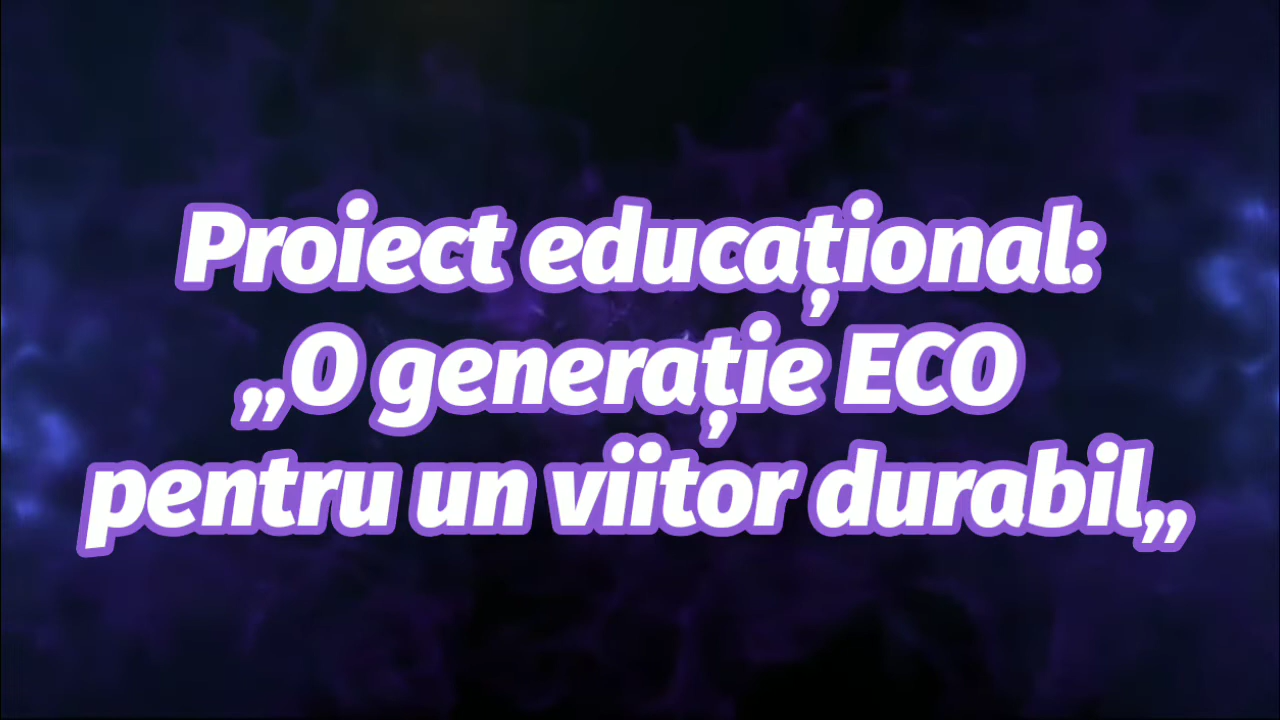 Proiect educațional:
„O generație ECO
pentru un viitor durabil„